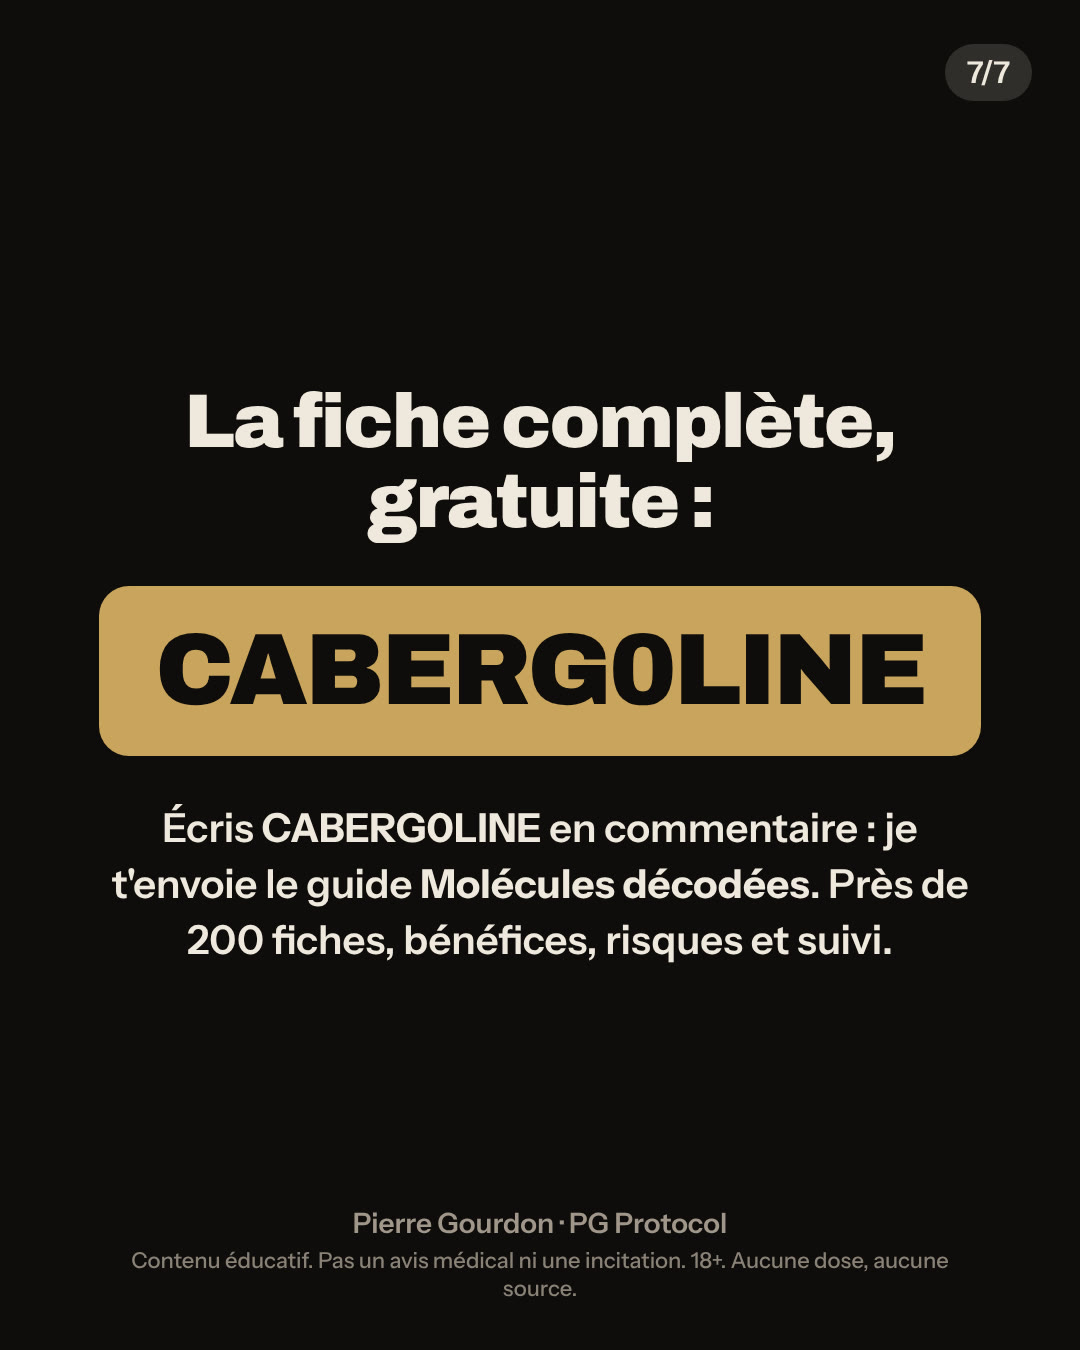 7/7
La fiche complète,
gratuite :
CABERG0LINE
Écris CABERG0LINE en commentaire : je
t'envoie le guide Molécules décodées. Près de
200 fiches, bénéfices, risques et suivi.
Pierre Gourdon · PG Protocol
Contenu éducatif. Pas un avis médical ni une incitation. 18+. Aucune dose, aucune
source.